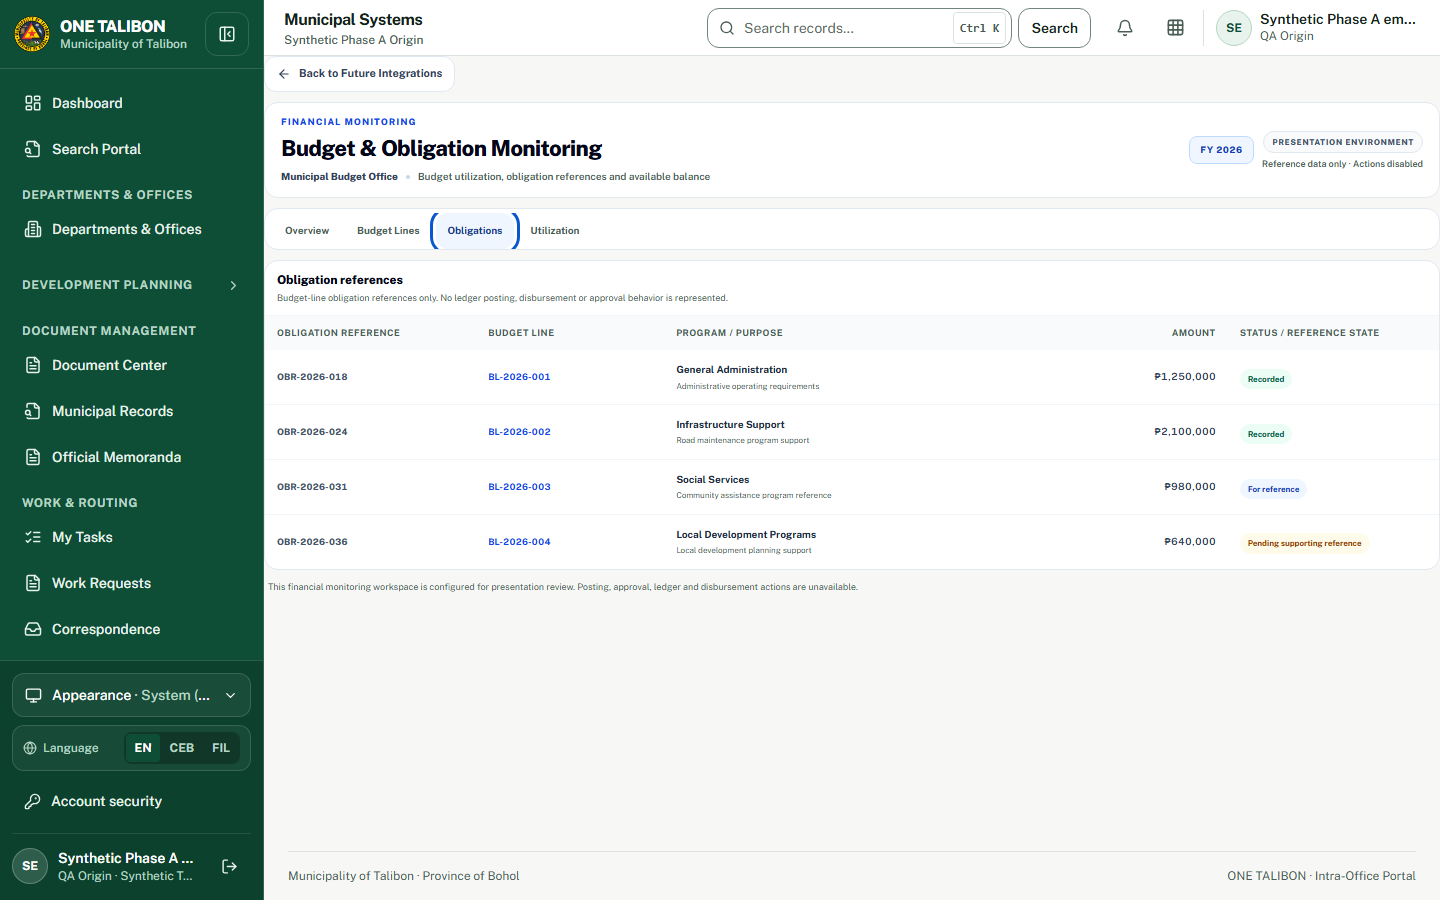 ONE TALIBON
Municipality of Talibon
Dashboard
Search Portal
DEPARTMENTS & OFFICES
Departments & Offices
DEVELOPMENT PLANNING
DOCUMENT MANAGEMENT
Document Center
Municipal Records
Official Memoranda
WORK & ROUTING
My Tasks
Work Requests
Correspondence
Appearance · System (...
Language EN CEB FIL
Account security
SE Synthetic Phase A ...
QA Origin · Synthetic T...
Municipal Systems
Synthetic Phase A Origin
Search records... Ctrl K Search
SE Synthetic Phase A em...
QA Origin
Back to Future Integrations
FINANCIAL MONITORING
Budget & Obligation Monitoring
Municipal Budget Office • Budget utilization, obligation references and available balance
FY 2026
PRESENTATION ENVIRONMENT
Reference data only · Actions disabled
Overview Budget Lines Obligations Utilization
Obligation references
Budget-line obligation references only. No ledger posting, disbursement or approval behavior is represented.
OBLIGATION REFERENCE BUDGET LINE PROGRAM / PURPOSE AMOUNT STATUS / REFERENCE STATE
OBR-2026-018 BL-2026-001 General Administration ₱1,250,000 Recorded
Administrative operating requirements
OBR-2026-024 BL-2026-002 Infrastructure Support ₱2,100,000 Recorded
Road maintenance program support
OBR-2026-031 BL-2026-003 Social Services ₱980,000 For reference
Community assistance program reference
OBR-2026-036 BL-2026-004 Local Development Programs ₱640,000 Pending supporting reference
Local development planning support
This financial monitoring workspace is configured for presentation review. Posting, approval, ledger and disbursement actions are unavailable.
Municipality of Talibon · Province of Bohol
ONE TALIBON · Intra-Office Portal